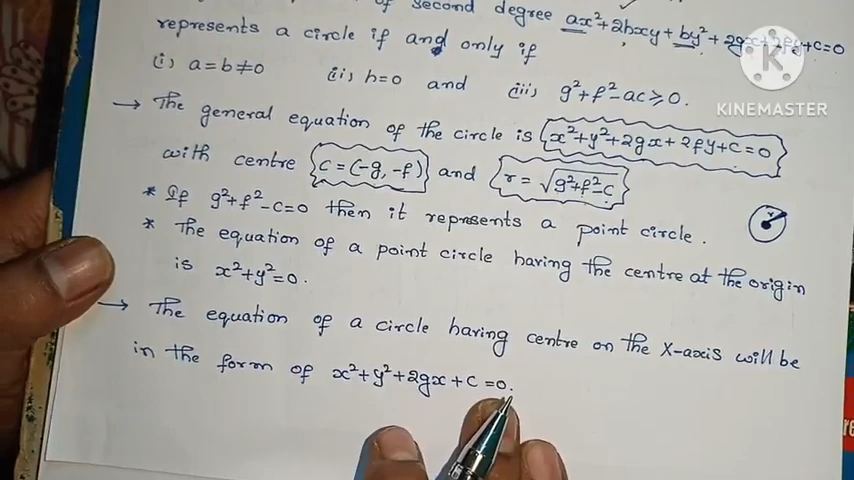 of second degree ax²+2hxy+by²+2gx+2fy+c=0
represents a circle if and only if
(i) a=b≠0 (ii) h=0 and (iii) g²+f²-ac⩾0.
→ The general equation of the circle is x²+y²+2gx+2fy+c=0
with centre C=(-g,-f) and r=√g²+f²-c
* If g²+f²-c=0 then it represents a point circle.
* The equation of a point circle having the centre at the origin
is x²+y²=0.
→ The equation of a circle having centre on the X-axis will be
in the form of x²+y²+2gx+c=0.
KINEMASTER